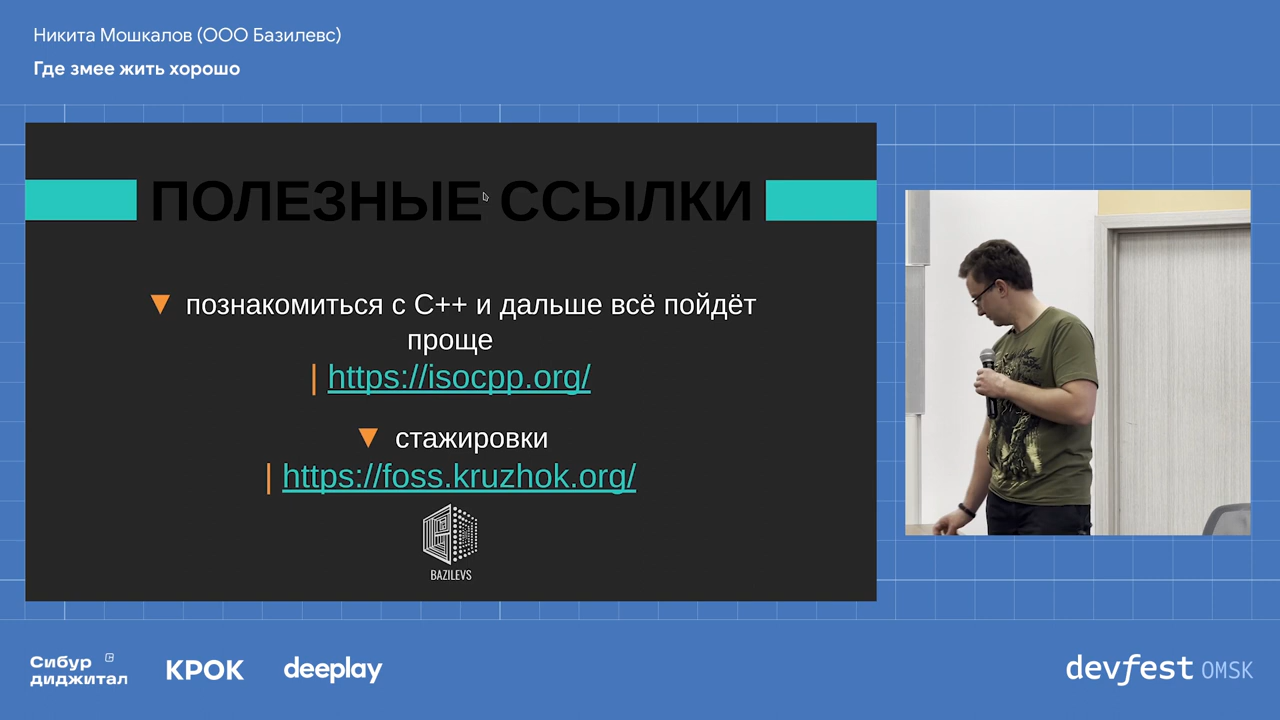 Никита Мошкалов (ООО Базилевс)
Где змее жить хорошо
ПОЛЕЗНЫЕ ССЫЛКИ
▼ познакомиться с С++ и дальше всё пойдёт
проще
| https://isocpp.org/
▼ стажировки
| https://foss.kruzhok.org/
BAZILEVS
Сибур
диджитал
КРОК
deeplay
devfest OMSK